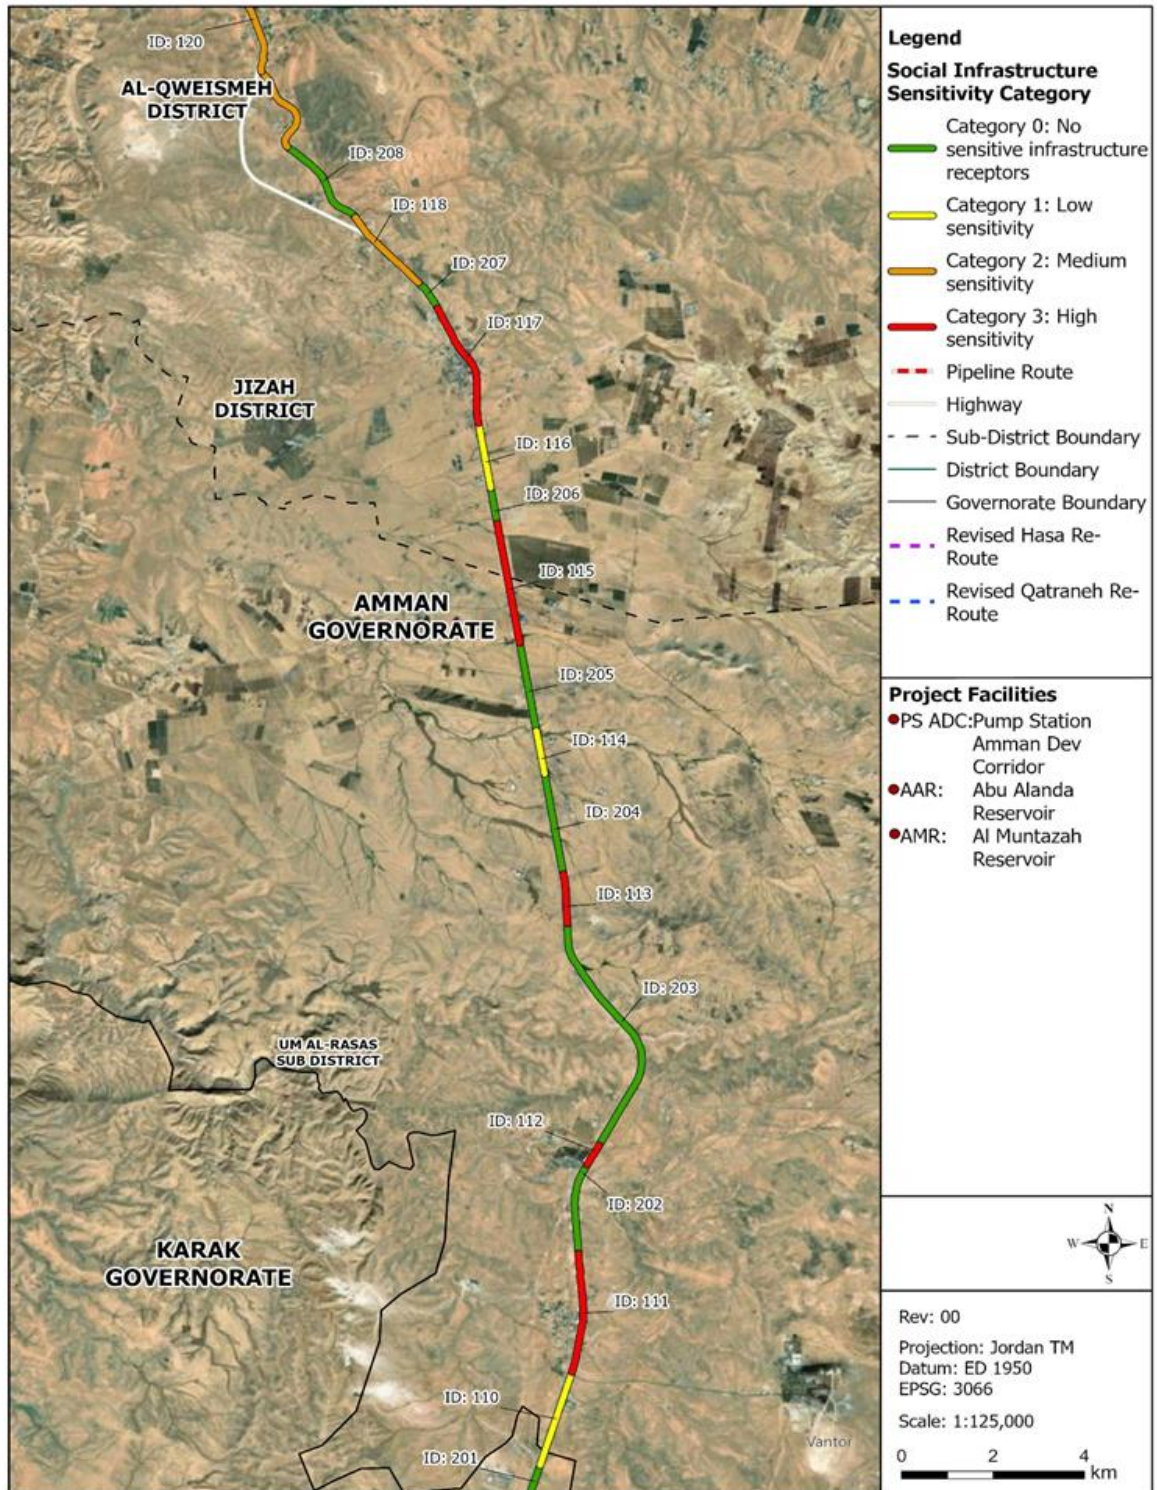 ID: 120
AL-QWEISMEH
DISTRICT
ID: 208
ID: 118
ID: 207
ID: 117
JIZAH
DISTRICT
ID: 116
ID: 206
ID: 115
AMMAN
GOVERNORATE
ID: 205
ID: 114
ID: 204
ID: 113
ID: 203
UM AL-RASAS
SUB DISTRICT
ID: 112
ID: 202
KARAK
GOVERNORATE
ID: 111
ID: 110
ID: 201
Vantor
Legend
Social Infrastructure
Sensitivity Category
Category 0: No
sensitive infrastructure
receptors
Category 1: Low
sensitivity
Category 2: Medium
sensitivity
Category 3: High
sensitivity
Pipeline Route
Highway
Sub-District Boundary
District Boundary
Governorate Boundary
Revised Hasa Re-
Route
Revised Qatraneh Re-
Route
Project Facilities
PS ADC:Pump Station
Amman Dev
Corridor
AAR: Abu Alanda
Reservoir
AMR: Al Muntazah
Reservoir
N
W E
S
Rev: 00
Projection: Jordan TM
Datum: ED 1950
EPSG: 3066
Scale: 1:125,000
0 2 4
km